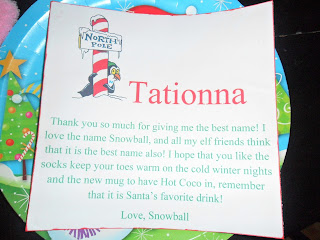 NORTH
POLE
Tationna
Thank you so much for giving me the best name! I
love the name Snowball, and all my elf friends think
that it is the best name also! I hope that you like the
socks keep your toes warm on the cold winter nights
and the new mug to have Hot Coco in, remember
that it is Santa's favorite drink!
Love, Snowball